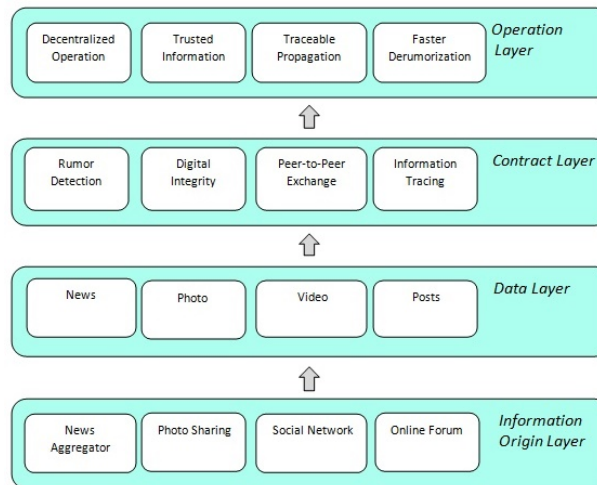 Decentralized
Operation
Trusted
Information
Traceable
Propagation
Faster
Derumorization
Operation
Layer
Rumor
Detection
Digital
Integrity
Peer-to-Peer
Exchange
Information
Tracing
Contract Layer
News
Photo
Video
Posts
Data Layer
News
Aggregator
Photo Sharing
Social Network
Online Forum
Information
Origin Layer